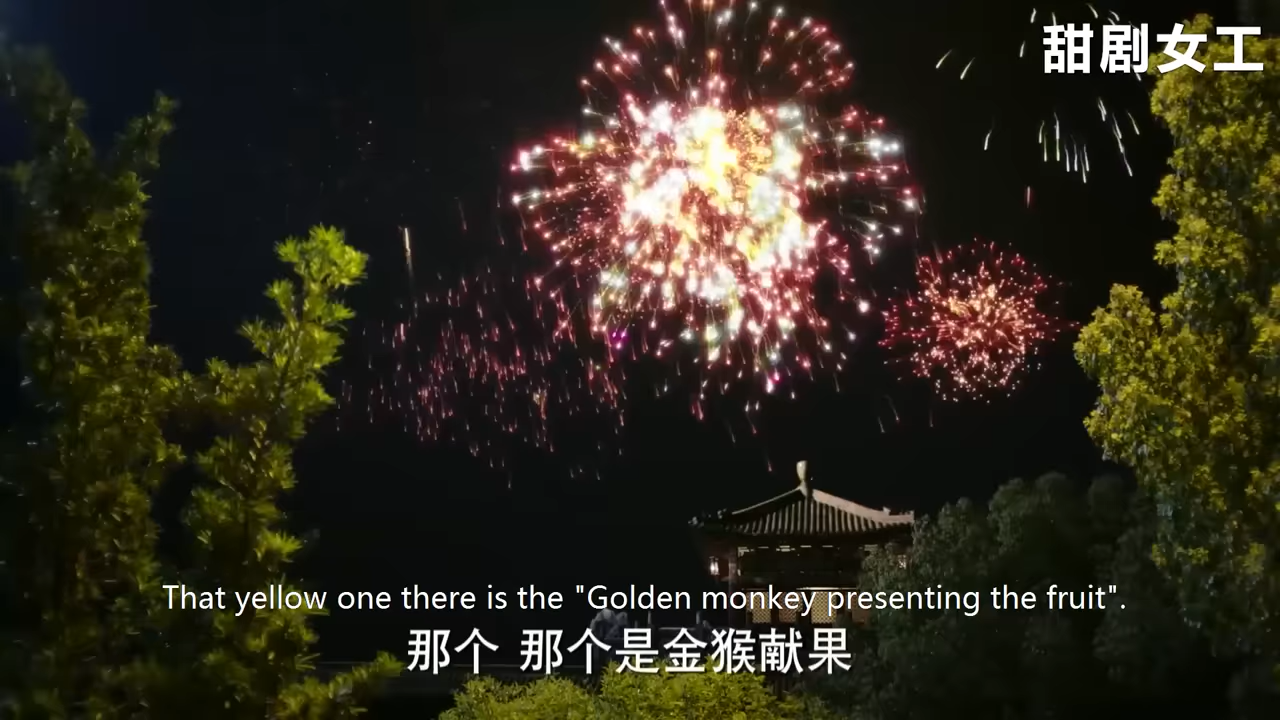 甜剧女工
That yellow one there is the "Golden monkey presenting the fruit".
那个 那个是金猴献果